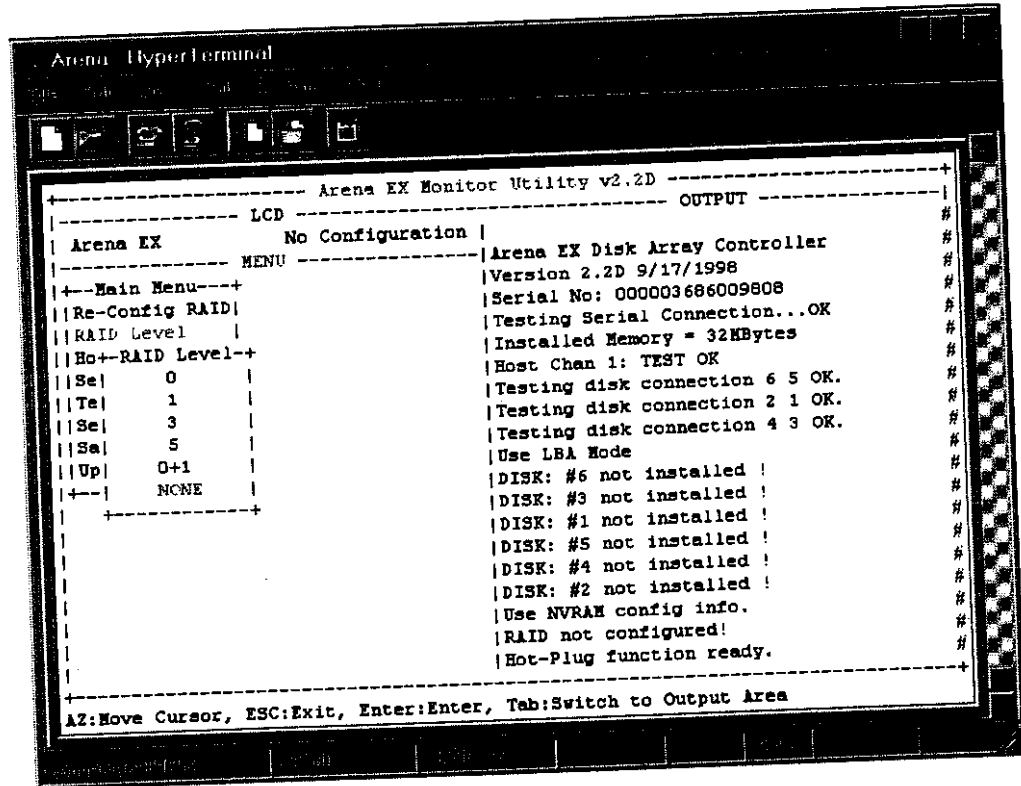 Arena HyperTerminal
+------------------- Arena EX Monitor Utility v2.2D --------------------+
|---------------- LCD ---------------------------------- OUTPUT ----------------|
| Arena EX No Configuration | #
|--------------- MENU ----------------|Arena EX Disk Array Controller #
|+--Main Menu---+ |Version 2.2D 9/17/1998 #
||Re-Config RAID| |Serial No: 000003686009808 #
||RAID Level | |Testing Serial Connection...OK #
||Ho+-RAID Level-+ |Installed Memory = 32MBytes #
||Se| 0 | |Host Chan 1: TEST OK #
||Te| 1 | |Testing disk connection 6 5 OK. #
||Se| 3 | |Testing disk connection 2 1 OK. #
||Sa| 5 | |Testing disk connection 4 3 OK. #
||Up| 0+1 | |Use LBA Mode #
|+--| NONE | |DISK: #6 not installed ! #
| +-------------+ |DISK: #3 not installed ! #
| |DISK: #1 not installed ! #
| |DISK: #5 not installed ! #
| |DISK: #4 not installed ! #
| |DISK: #2 not installed ! #
| |Use NVRAM config info. #
| |RAID not configured! #
| |Hot-Plug function ready. #
+-----------------------------------------------------------------------+
AZ:Move Cursor, ESC:Exit, Enter:Enter, Tab:Switch to Output Area